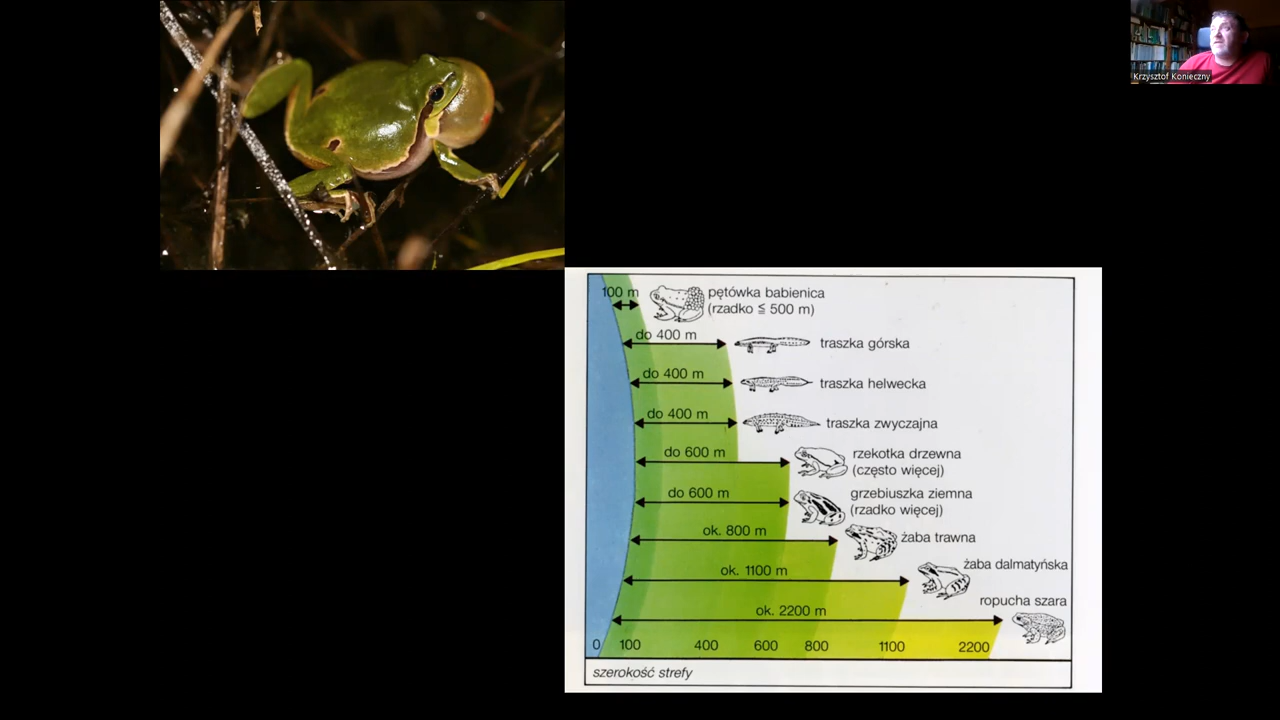 Krzysztof Konieczny
100 m
pętówka babienica
(rzadko ≦ 500 m)
do 400 m
traszka górska
do 400 m
traszka helwecka
do 400 m
traszka zwyczajna
do 600 m
rzekotka drzewna
(często więcej)
do 600 m
grzebiuszka ziemna
(rzadko więcej)
ok. 800 m
żaba trawna
ok. 1100 m
żaba dalmatyńska
ok. 2200 m
ropucha szara
0 100 400 600 800 1100 2200
szerokość strefy